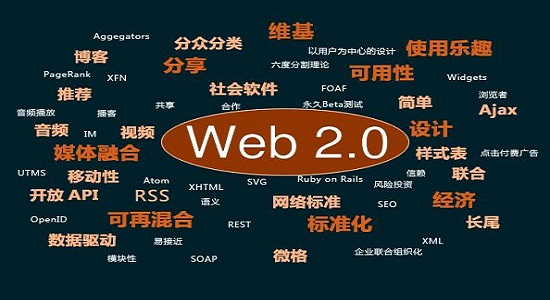 维基
Aggegators
分众分类
以用户为中心的设计
使用乐趣
博客
分享
六度分割理论
可用性
PageRank
XFN
社会软件
FOAF
Widgets
推荐
浏览者
共享
合作
永久Beta测试
简单
Ajax
音频播放
播客
音频
IM
视频
Web 2.0
设计
媒体融合
样式表
点击付费广告
UTMS
移动性
Atom
XHTML
SVG
Ruby on Rails
信赖
联合
风险投资
开放 API
RSS
语义
网络标准
SEO
经济
OpenID
可再混合
REST
标准化
长尾
数据驱动
易接近
XML
模块性
SOAP
微格
企业联合组织化